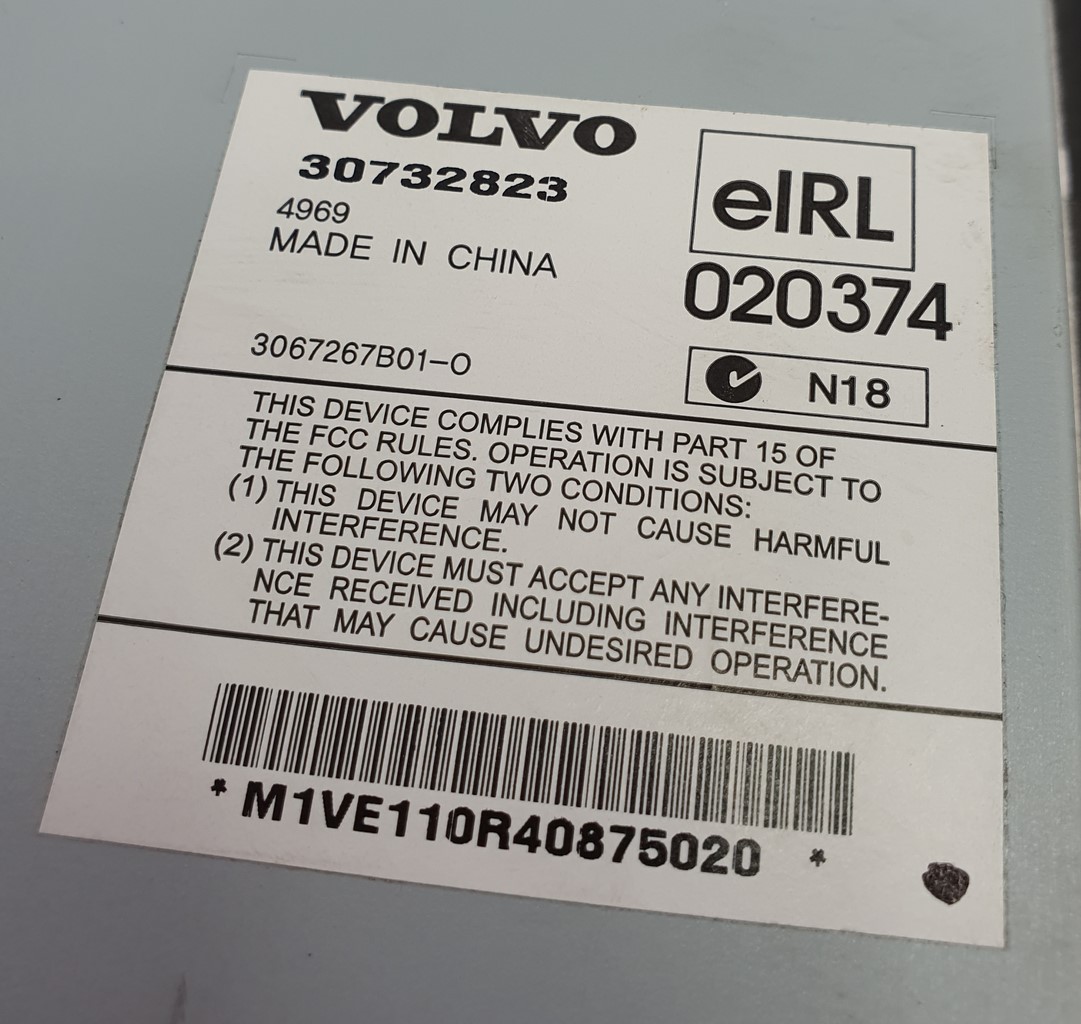 VOLVO
30732823
4969
MADE IN CHINA
3067267B01-O
eIRL
020374
N18
THIS DEVICE COMPLIES WITH PART 15 OF
THE FCC RULES. OPERATION IS SUBJECT TO
THE FOLLOWING TWO CONDITIONS:
(1) THIS DEVICE MAY NOT CAUSE HARMFUL
INTERFERENCE.
(2) THIS DEVICE MUST ACCEPT ANY INTERFERE-
NCE RECEIVED INCLUDING INTERFERENCE
THAT MAY CAUSE UNDESIRED OPERATION.
* M1VE110R40875020 *